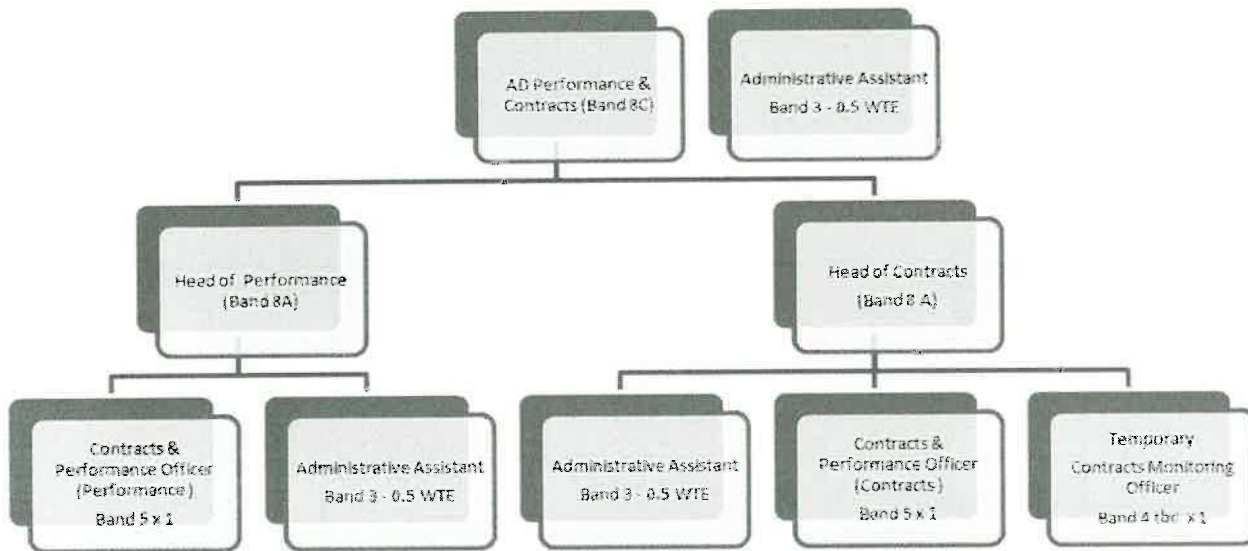 AD Performance &
Contracts (Band 8C)
Administrative Assistant
Band 3 - 0.5 WTE
Head of Performance
(Band 8A)
Head of Contracts
(Band 8 A)
Contracts &
Performance Officer
(Performance)
Band 5 x 1
Administrative Assistant
Band 3 - 0.5 WTE
Administrative Assistant
Band 3 - 0.5 WTE
Contracts &
Performance Officer
(Contracts)
Band 5 x 1
Temporary
Contracts Monitoring
Officer
Band 4 tbc x 1